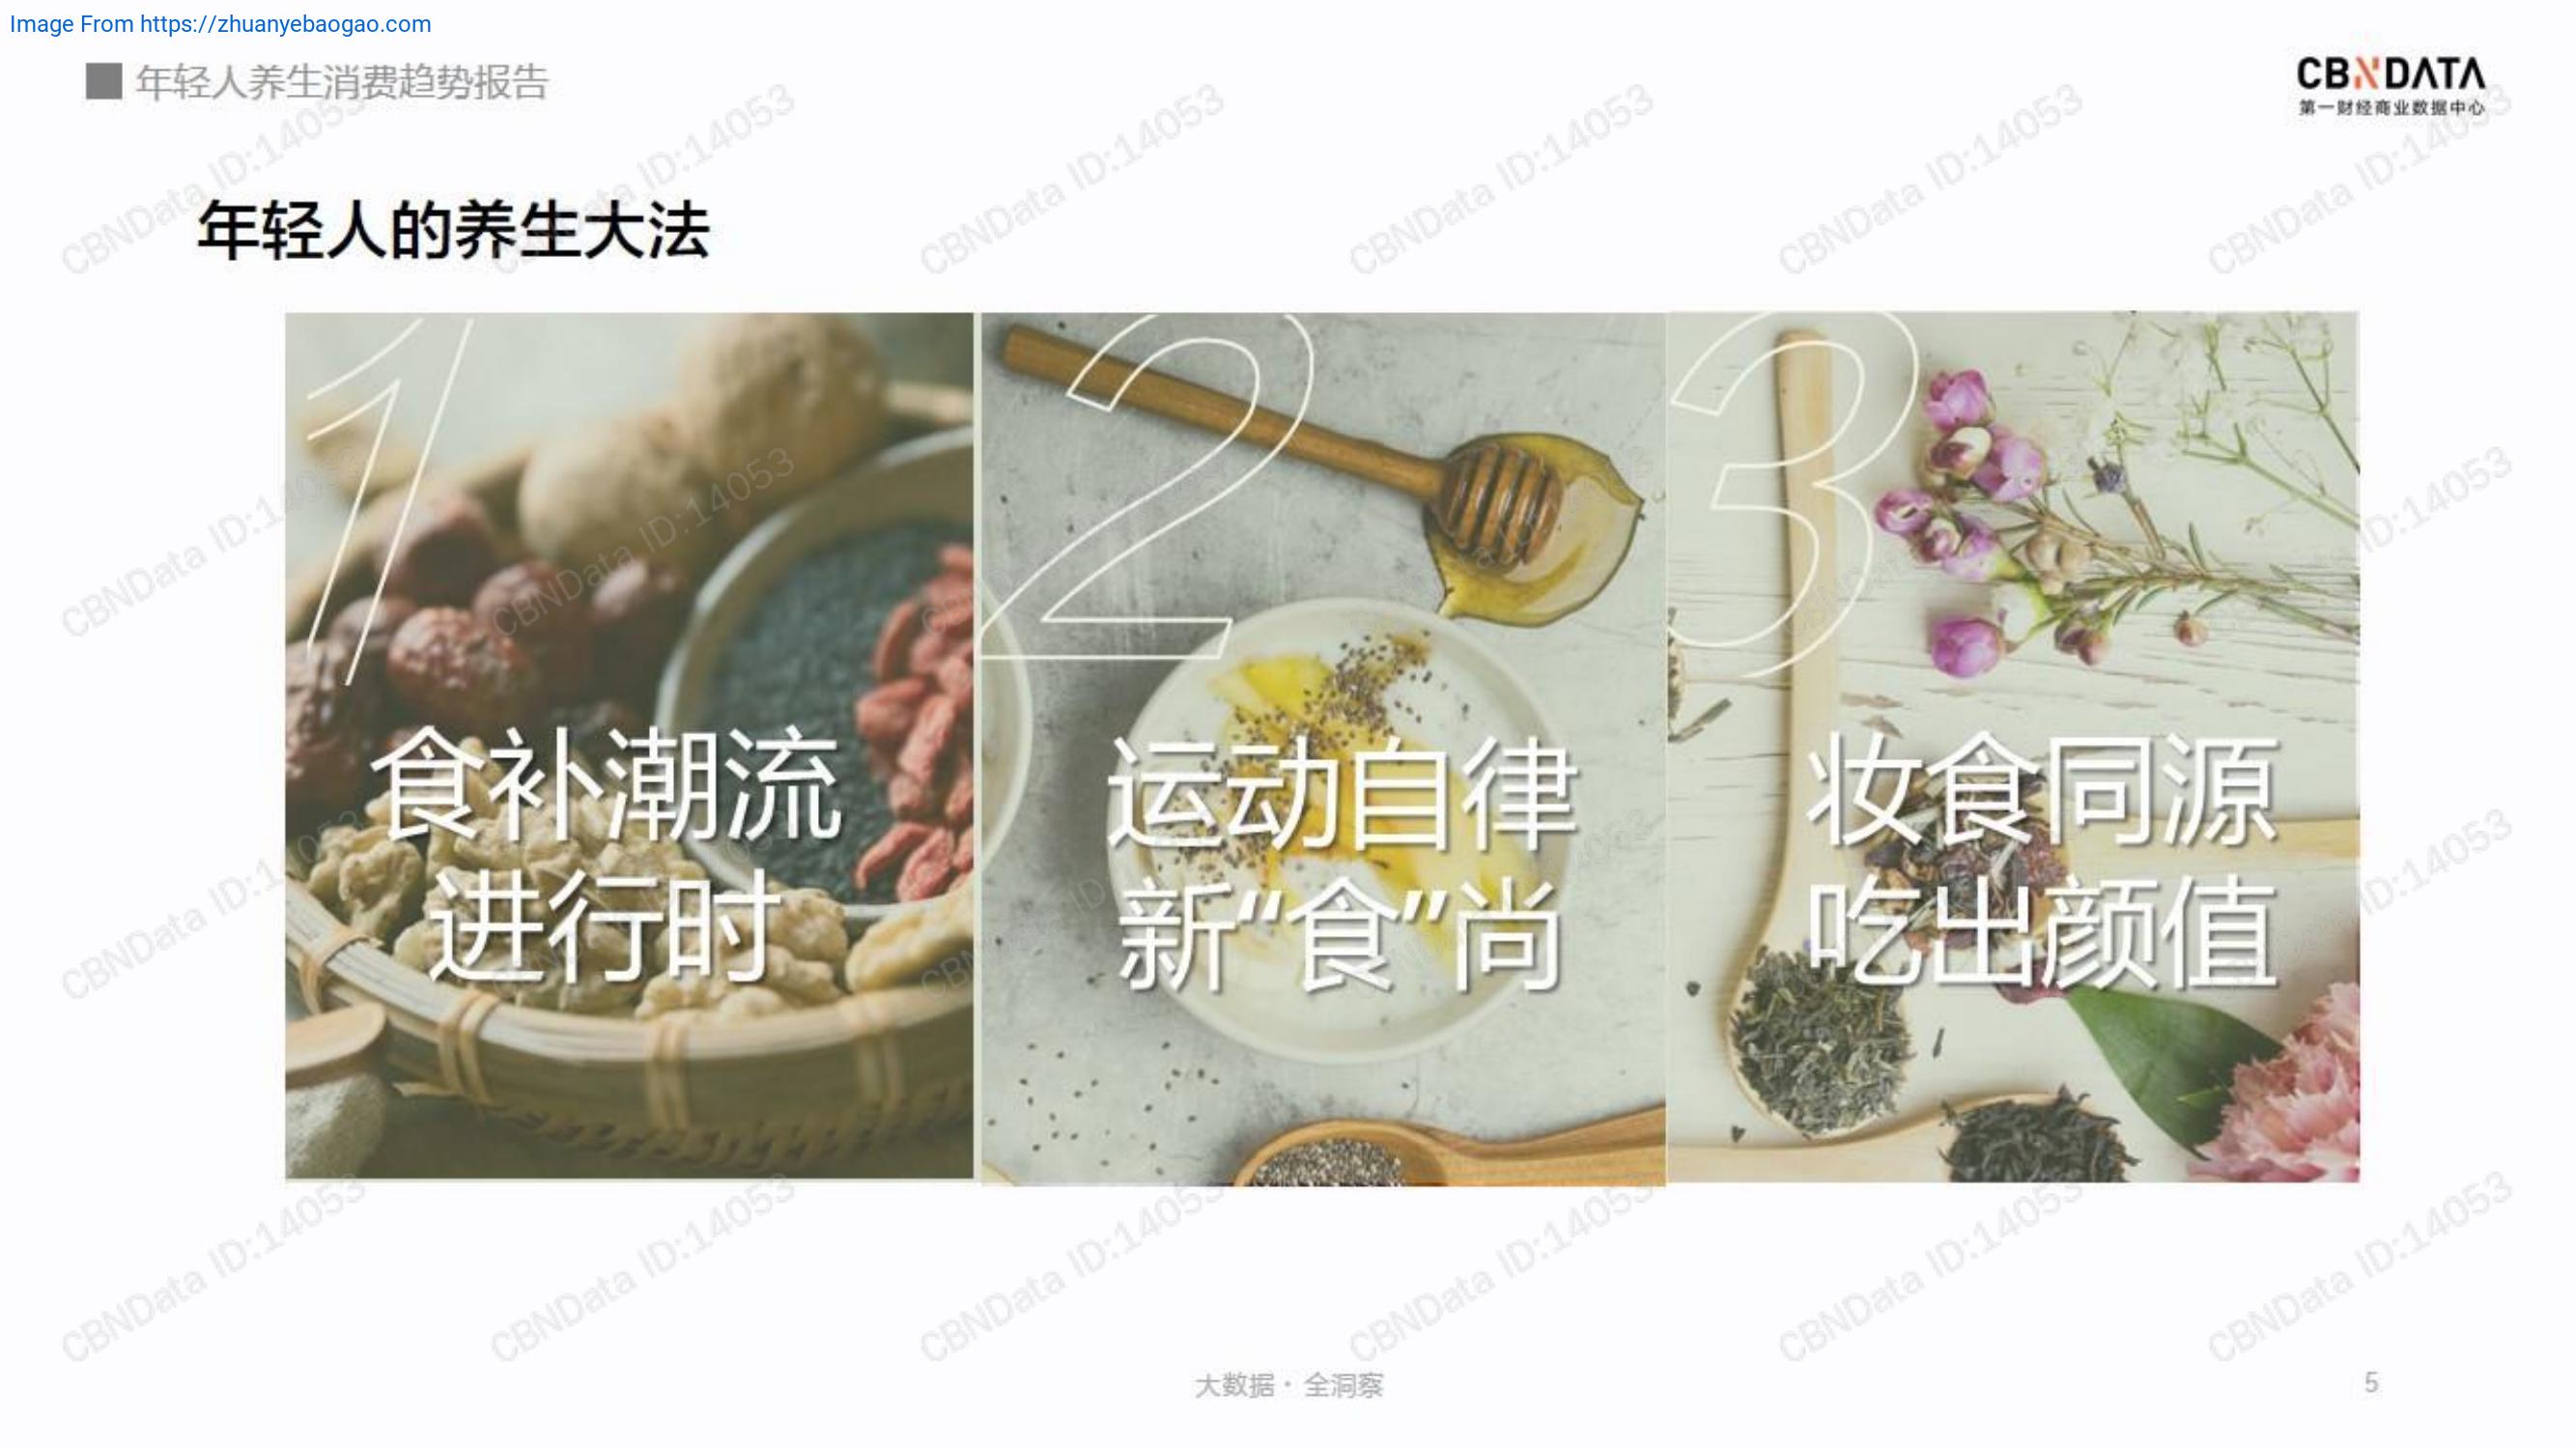 Image From https://zhuanyebaogao.com
年轻人养生消费趋势报告
CBNDATA
第一财经商业数据中心
年轻人的养生大法
1
食补潮流
进行时
2
运动自律
新“食”尚
3
妆食同源
吃出颜值
大数据· 全洞察
5
CBNData ID:14053